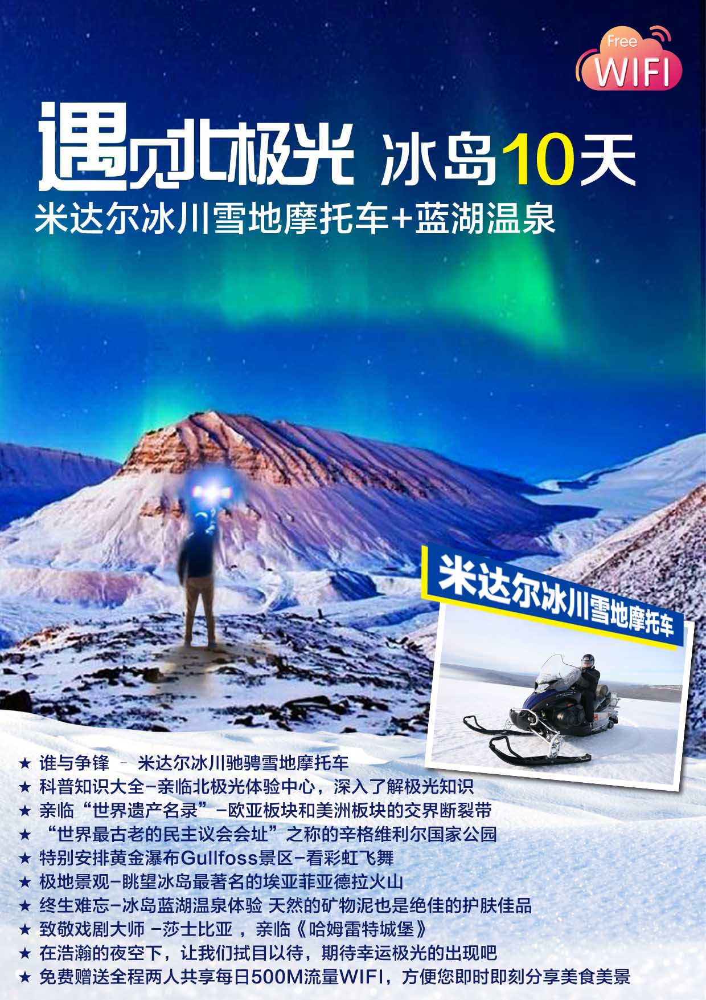 Free
WIFI
遇见北极光 冰岛10天
米达尔冰川雪地摩托车+蓝湖温泉
米达尔冰川雪地摩托车
★ 谁与争锋 – 米达尔冰川驰骋雪地摩托车
★ 科普知识大全-亲临北极光体验中心，深入了解极光知识
★ 亲临“世界遗产名录”-欧亚板块和美洲板块的交界断裂带
★ “世界最古老的民主议会会址”之称的辛格维利尔国家公园
★ 特别安排黄金瀑布Gullfoss景区-看彩虹飞舞
★ 极地景观-眺望冰岛最著名的埃亚菲亚德拉火山
★ 终生难忘-冰岛蓝湖温泉体验 天然的矿物泥也是绝佳的护肤佳品
★ 致敬戏剧大师 -莎士比亚 ，亲临《哈姆雷特城堡》
★ 在浩瀚的夜空下，让我们拭目以待，期待幸运极光的出现吧
★ 免费赠送全程两人共享每日500M流量WIFI，方便您即时即刻分享美食美景